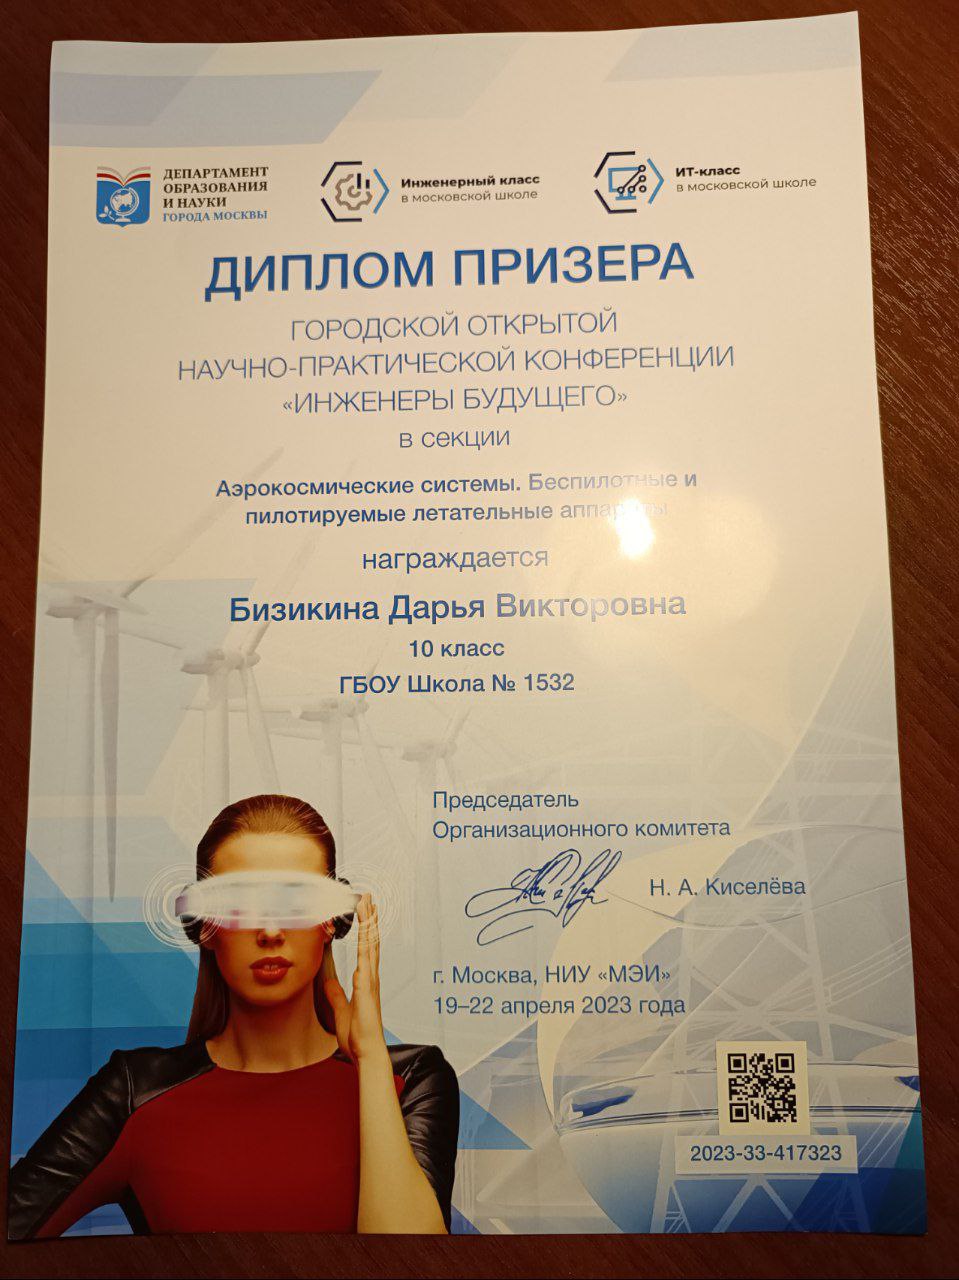 ДЕПАРТАМЕНТ
ОБРАЗОВАНИЯ
И НАУКИ
ГОРОДА МОСКВЫ
Инженерный класс
в московской школе
ИТ-класс
в московской школе
ДИПЛОМ ПРИЗЕРА
ГОРОДСКОЙ ОТКРЫТОЙ
НАУЧНО-ПРАКТИЧЕСКОЙ КОНФЕРЕНЦИИ
«ИНЖЕНЕРЫ БУДУЩЕГО»
в секции
Аэрокосмические системы. Беспилотные и
пилотируемые летательные аппараты
награждается
Бизикина Дарья Викторовна
10 класс
ГБОУ Школа № 1532
Председатель
Организационного комитета
Н. А. Киселёва
г. Москва, НИУ «МЭИ»
19–22 апреля 2023 года
2023-33-417323